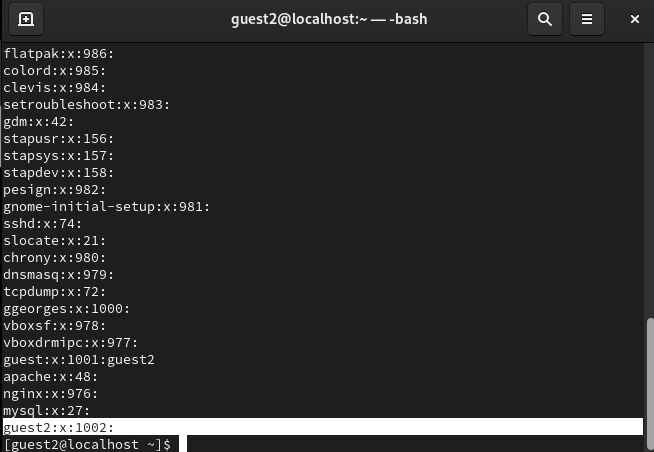 guest2@localhost:~ — -bash
flatpak:x:986:
colord:x:985:
clevis:x:984:
setroubleshoot:x:983:
gdm:x:42:
stapusr:x:156:
stapsys:x:157:
stapdev:x:158:
pesign:x:982:
gnome-initial-setup:x:981:
sshd:x:74:
slocate:x:21:
chrony:x:980:
dnsmasq:x:979:
tcpdump:x:72:
ggeorges:x:1000:
vboxsf:x:978:
vboxdrmipc:x:977:
guest:x:1001:guest2
apache:x:48:
nginx:x:976:
mysql:x:27:
guest2:x:1002:
[guest2@localhost ~]$